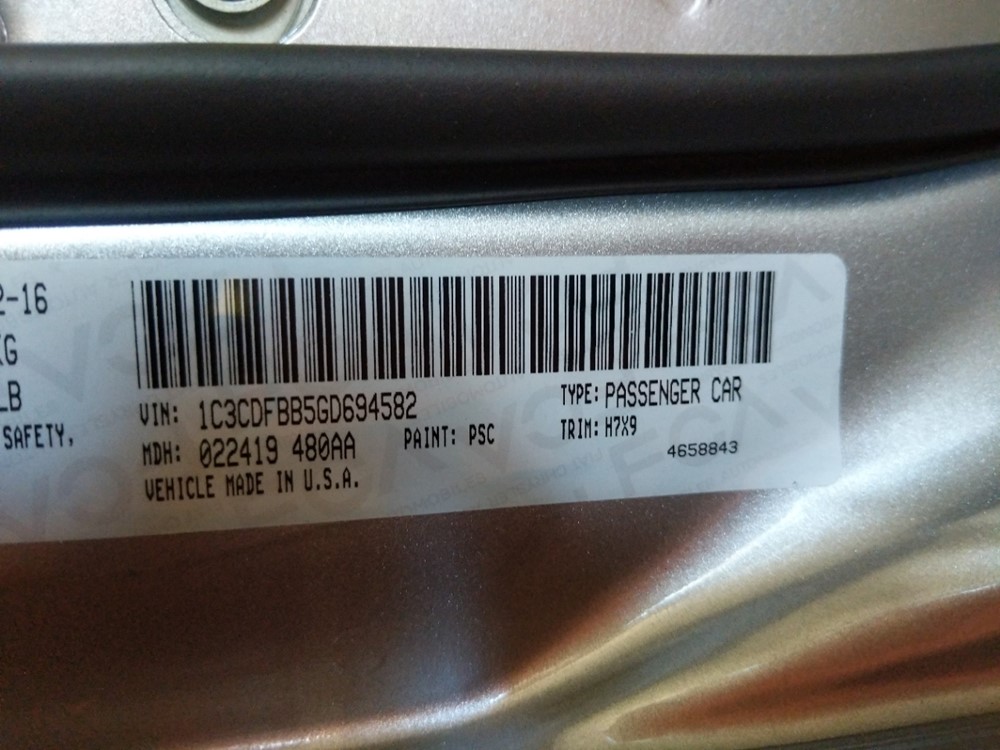 2-16
KG
LB
SAFETY,
VIN: 1C3CDFBB5GD694582
TYPE: PASSENGER CAR
MDH: 022419 480AA
PAINT: PSC
TRIM: H7X9
VEHICLE MADE IN U.S.A.
4658843